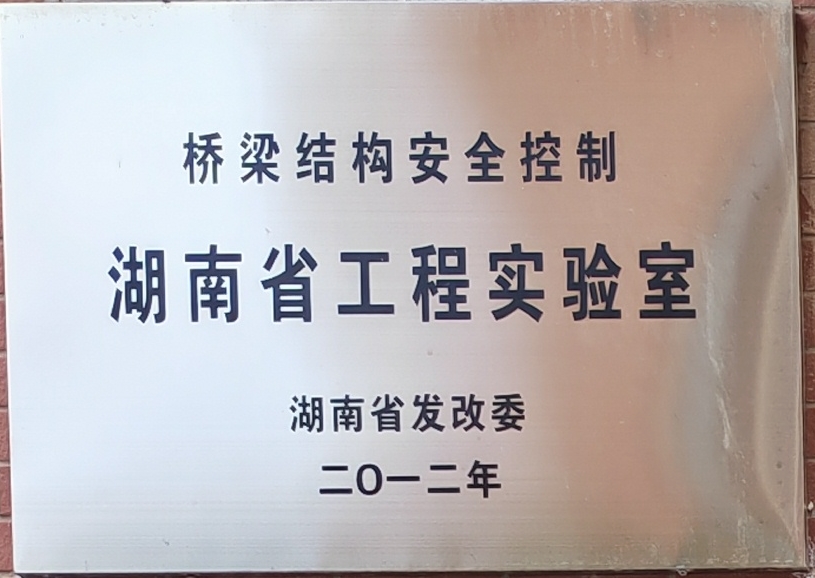 桥梁结构安全控制
湖南省工程实验室
湖南省发改委
二〇一二年